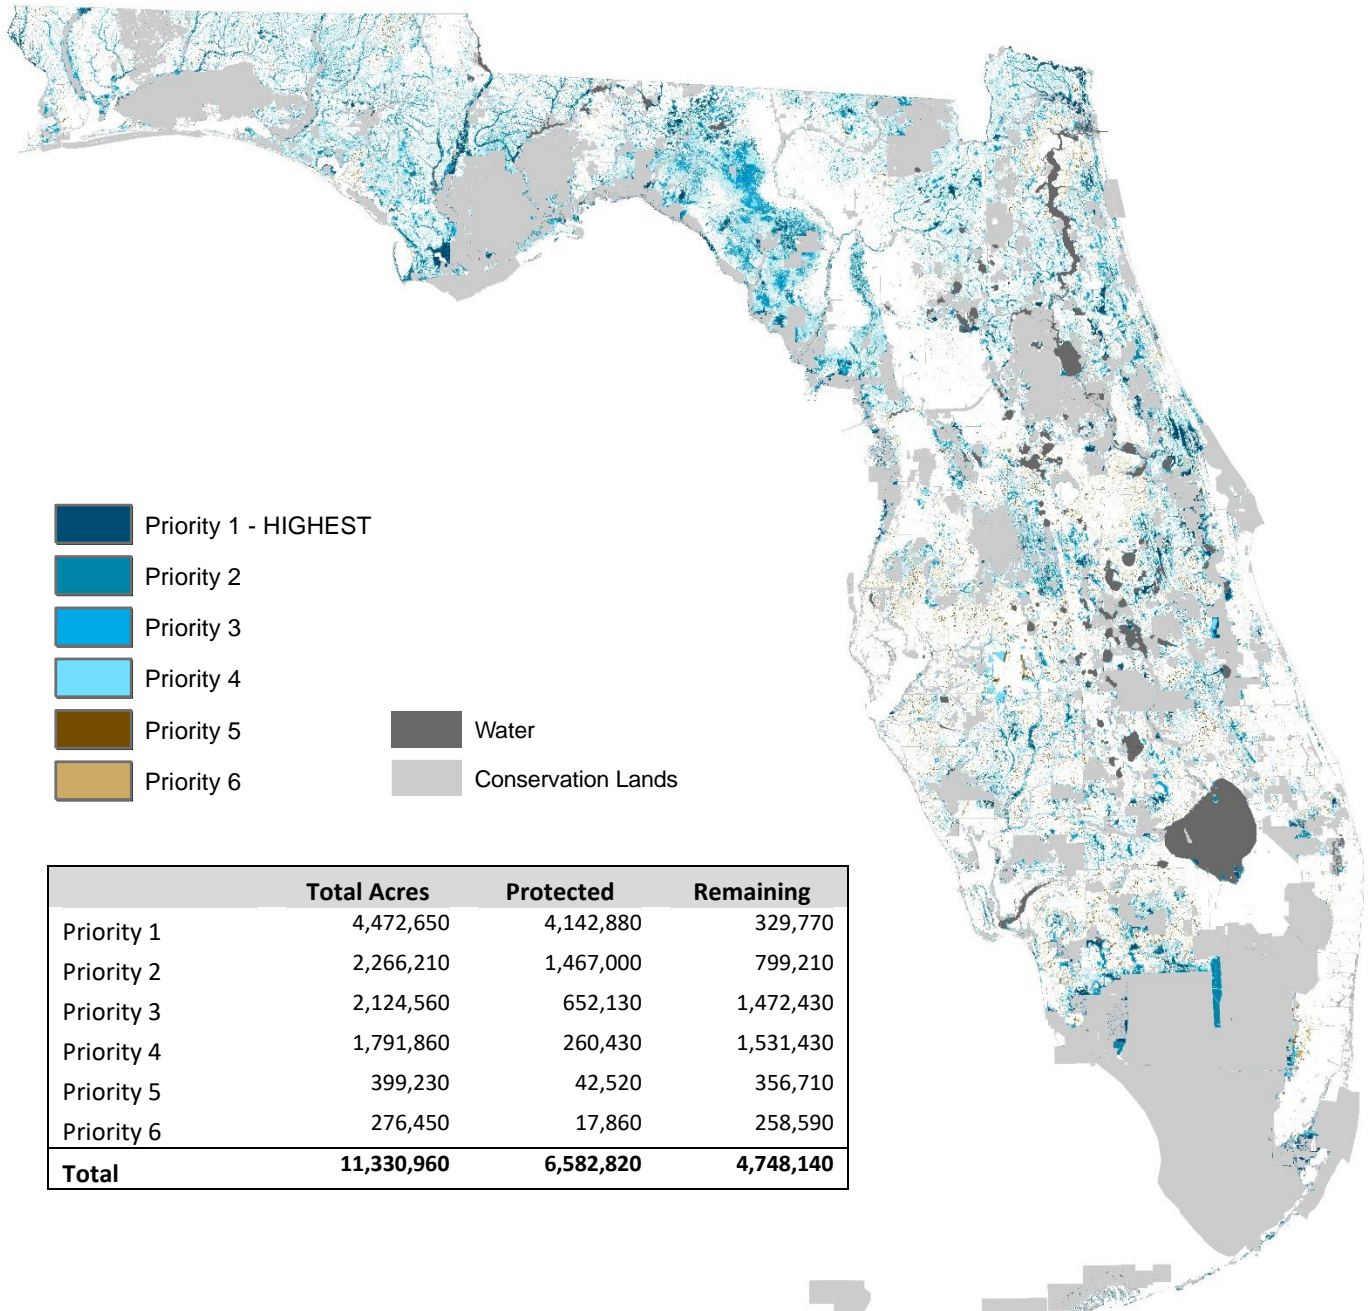 Priority 1 - HIGHEST
Priority 2
Priority 3
Priority 4
Priority 5
Priority 6
Water
Conservation Lands
Total Acres Protected Remaining
Priority 1 4,472,650 4,142,880 329,770
Priority 2 2,266,210 1,467,000 799,210
Priority 3 2,124,560 652,130 1,472,430
Priority 4 1,791,860 260,430 1,531,430
Priority 5 399,230 42,520 356,710
Priority 6 276,450 17,860 258,590
Total 11,330,960 6,582,820 4,748,140